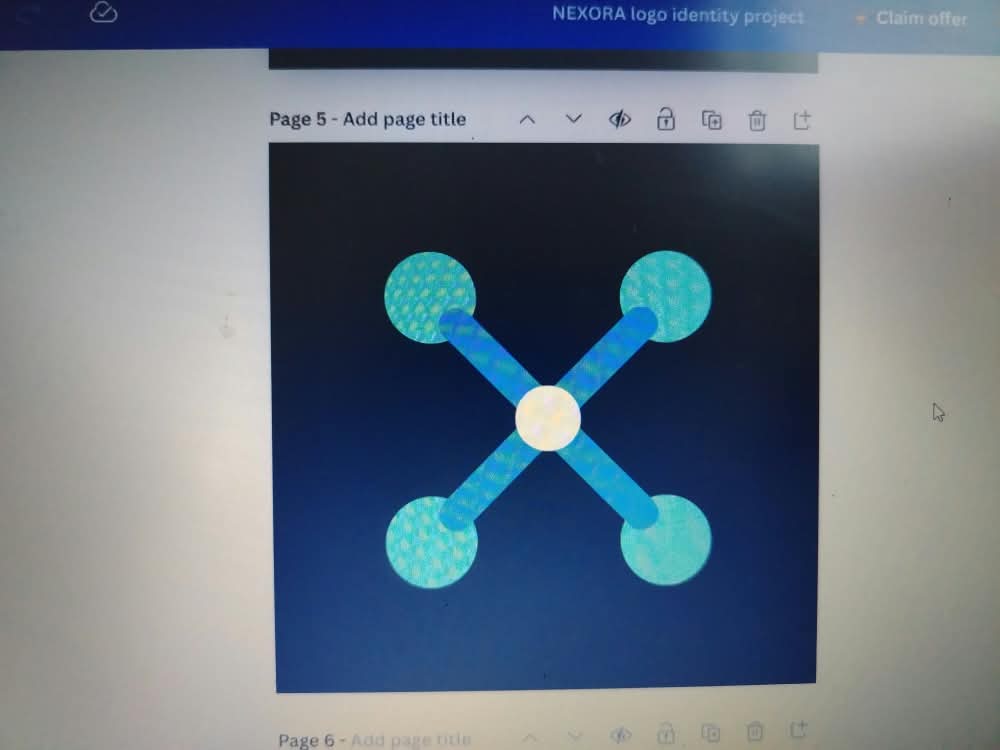 NEXORA logo identity project
Claim offer
Page 5 - Add page title
Page 6 - Add page title